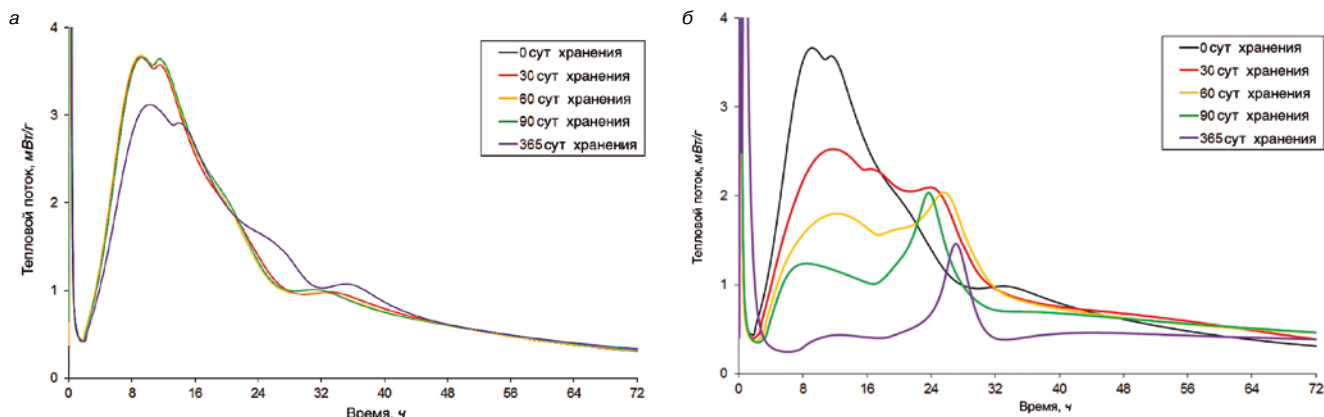 а
Тепловой поток, мВт/г
4
3
2
1
0
0 8 16 24 32 40 48 56 64 72
Время, ч
0 сут хранения
30 сут хранения
60 сут хранения
90 сут хранения
365 сут хранения
б
Тепловой поток, мВт/г
4
3
2
1
0
0 8 16 24 32 40 48 56 64 72
Время, ч
0 сут хранения
30 сут хранения
60 сут хранения
90 сут хранения
365 сут хранения